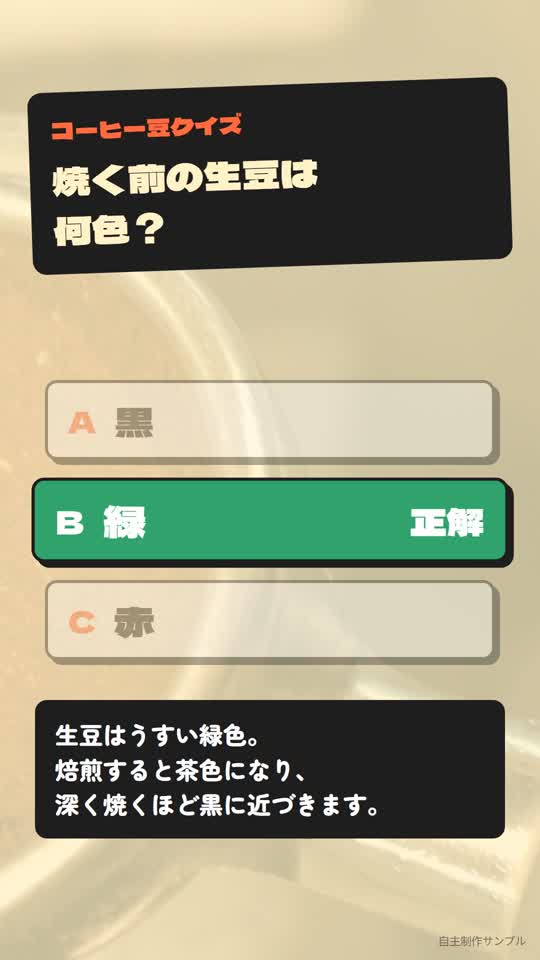 コーヒー豆クイズ
焼く前の生豆は
何色？
A 黒
B 緑 正解
C 赤
生豆はうすい緑色。
焙煎すると茶色になり、
深く焼くほど黒に近づきます。
自主制作サンプル